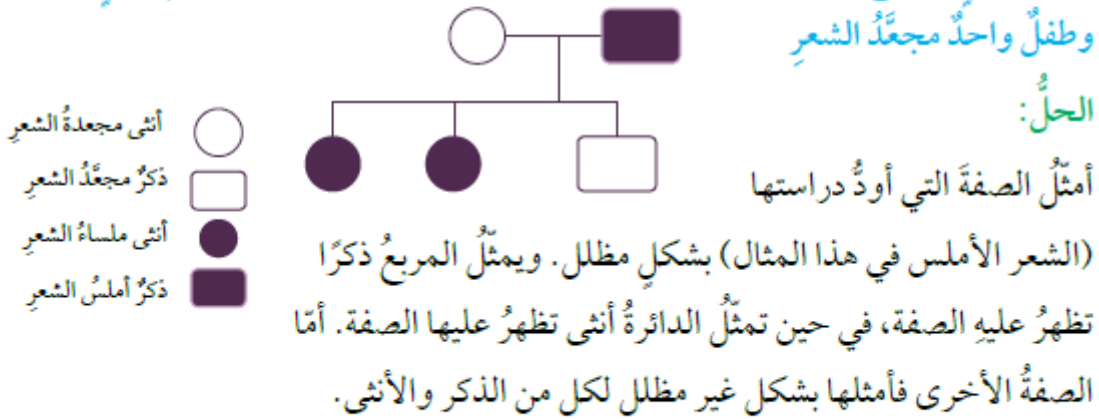 وطفلٌ واحدٌ مجعَّدُ الشعرِ
الحلُّ:
أنثى مجعدةُ الشعرِ
ذكرٌ مجعَّدُ الشعرِ
أنثى ملساءُ الشعرِ
ذكرٌ أملسُ الشعرِ
أمثّلُ الصفةَ التي أودُّ دراستها
(الشعر الأملس في هذا المثال) بشكلٍ مظلل. ويمثّلُ المربعُ ذكرًا
تظهرُ عليهِ الصفة، في حين تمثّلُ الدائرةُ أنثى تظهرُ عليها الصفة. أمّا
الصفةُ الأخرى فأمثلها بشكل غير مظلل لكل من الذكر والأنثى.